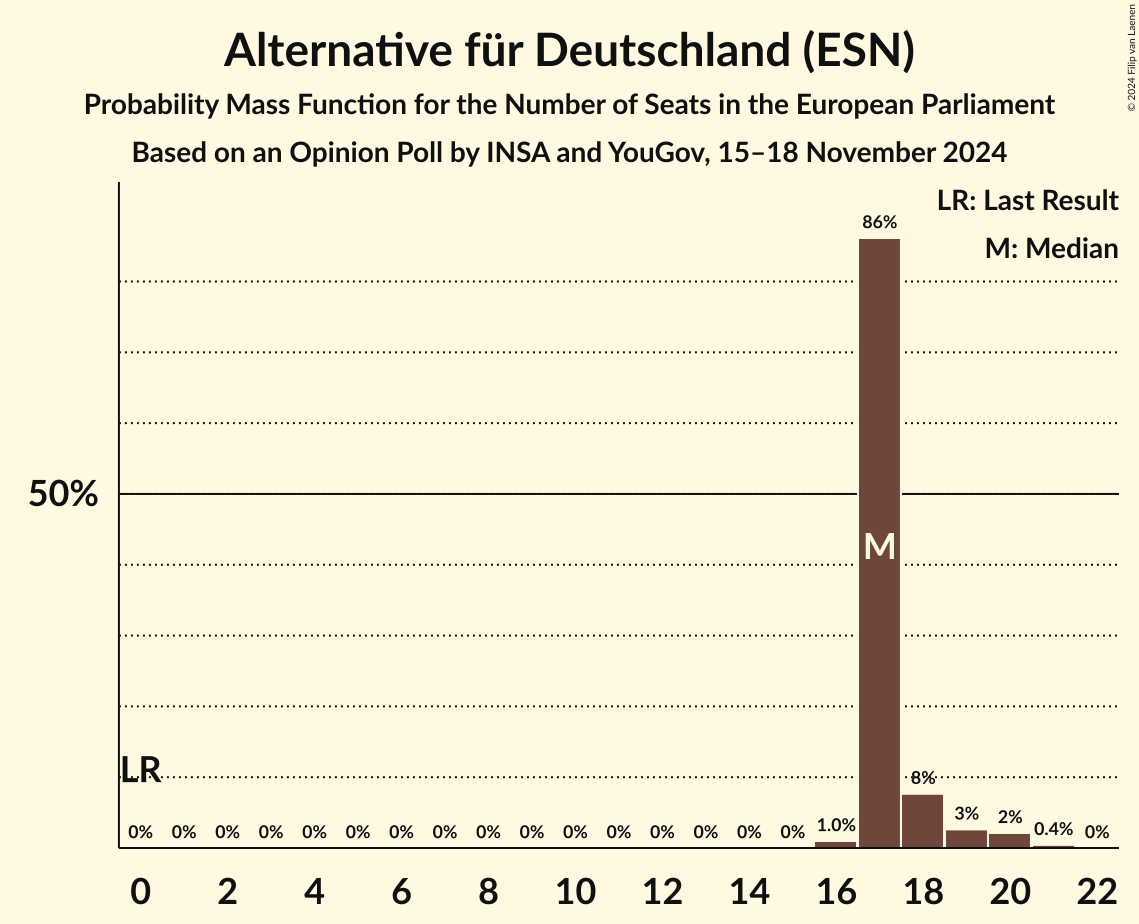 Alternative für Deutschland (ESN)
Probability Mass Function for the Number of Seats in the European Parliament
Based on an Opinion Poll by INSA and YouGov, 15–18 November 2024
© 2024 Filip van Laenen
LR: Last Result
M: Median
86%
50%
M
LR
0% 0% 0% 0% 0% 0% 0% 0% 0% 0% 0% 0% 0% 0% 0% 0% 1.0% 8% 3% 2% 0.4% 0%
0 2 4 6 8 10 12 14 16 18 20 22